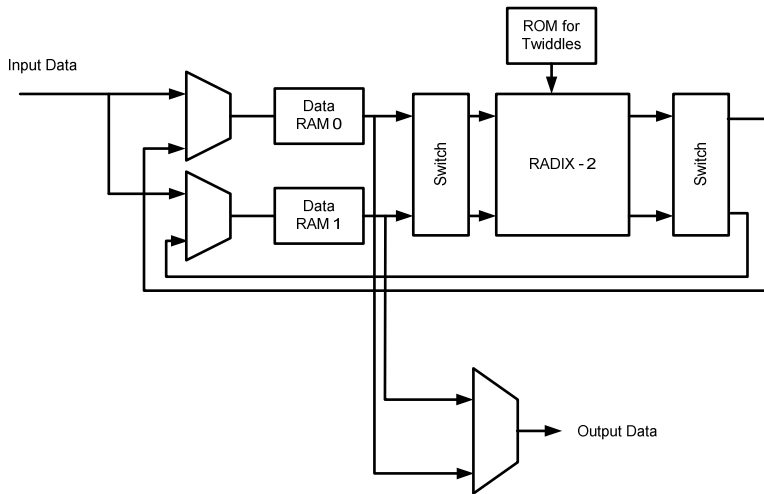 ROM for
Twiddles
Input Data
Data
RAM 0
Switch
RADIX - 2
Switch
Data
RAM 1
Output Data